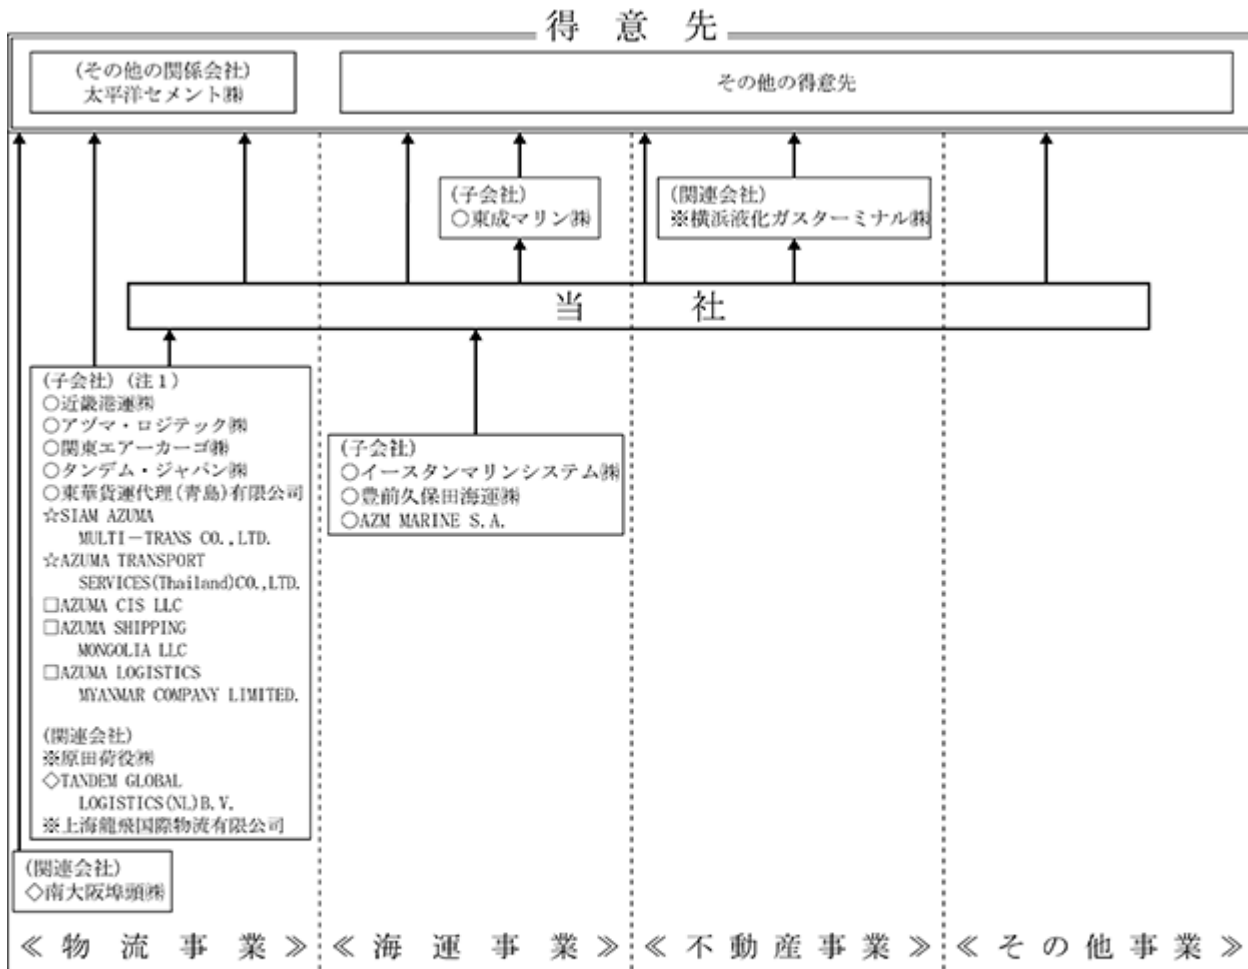 得意先
(その他の関係会社)
太平洋セメント㈱
その他の得意先
(子会社)
○東成マリン㈱
(関連会社)
※横浜液化ガスターミナル㈱
当社
(子会社)(注1)
○近畿港運㈱
○アヅマ・ロジテック㈱
○関東エアーカーゴ㈱
○タンデム・ジャパン㈱
○東華貨運代理(青島)有限公司
☆SIAM AZUMA
MULTI－TRANS CO.,LTD.
☆AZUMA TRANSPORT
SERVICES(Thailand)CO.,LTD.
□AZUMA CIS LLC
□AZUMA SHIPPING
MONGOLIA LLC
□AZUMA LOGISTICS
MYANMAR COMPANY LIMITED.
(関連会社)
※原田荷役㈱
◇TANDEM GLOBAL
LOGISTICS(NL)B.V.
※上海龍飛国際物流有限公司
(子会社)
○イースタンマリンシステム㈱
○豊前久保田海運㈱
○AZM MARINE S.A.
(関連会社)
◇南大阪埠頭㈱
≪物流事業≫
≪海運事業≫
≪不動産事業≫
≪その他事業≫